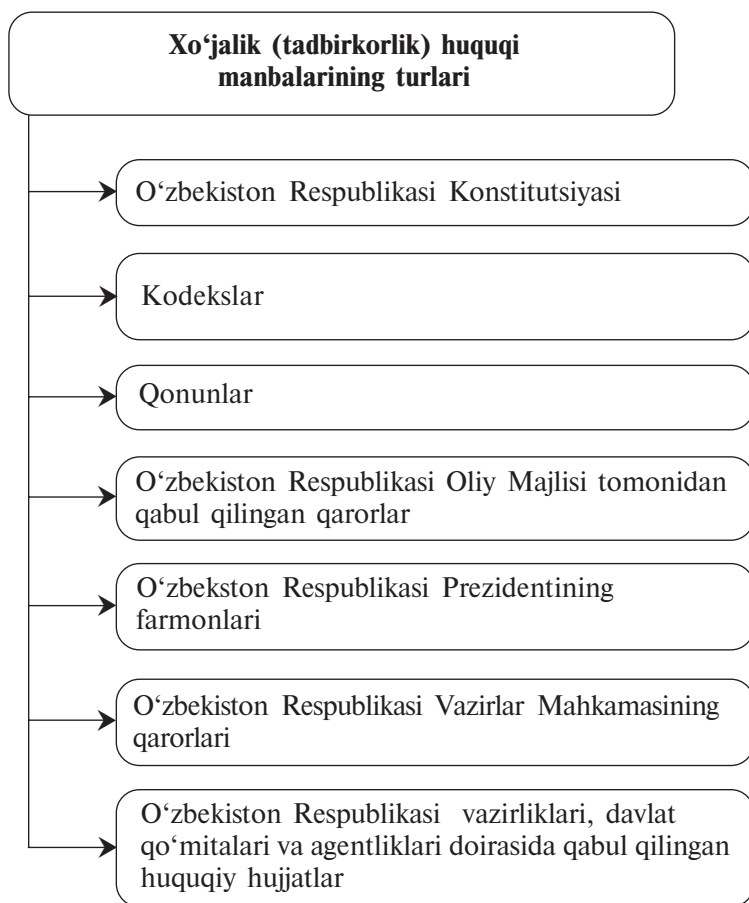 Xo‘jalik (tadbirkorlik) huquqi
manbalarining turlari
O‘zbekiston Respublikasi Konstitutsiyasi
Kodekslar
Qonunlar
O‘zbekiston Respublikasi Oliy Majlisi tomonidan
qabul qilingan qarorlar
O‘zbekston Respublikasi Prezidentining
farmonlari
O‘zbekiston Respublikasi Vazirlar Mahkamasining
qarorlari
O‘zbekiston Respublikasi vazirliklari, davlat
qo‘mitalari va agentliklari doirasida qabul qilingan
huquqiy hujjatlar